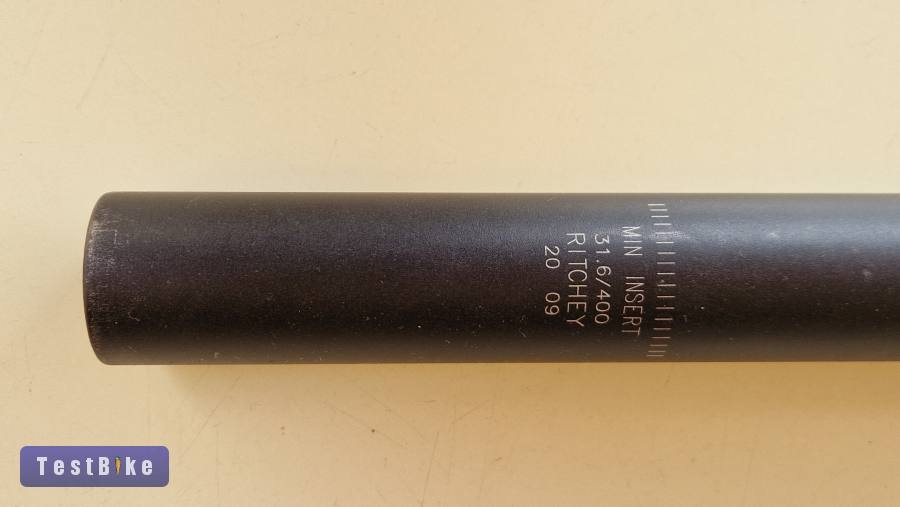 MIN INSERT
31.6/400
RITCHEY
20 09
TestBike